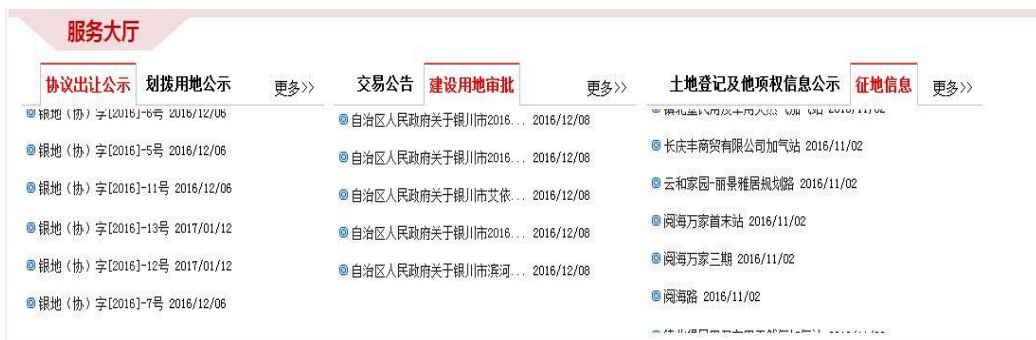 服务大厅
协议出让公示 划拨用地公示 更多>>
银地（协）字[2016]-6号 2016/12/06
银地（协）字[2016]-5号 2016/12/06
银地（协）字[2016]-11号 2016/12/06
银地（协）字[2016]-13号 2017/01/12
银地（协）字[2016]-12号 2017/01/12
银地（协）字[2016]-7号 2016/12/06
交易公告 建设用地审批 更多>>
自治区人民政府关于银川市2016... 2016/12/08
自治区人民政府关于银川市2016... 2016/12/08
自治区人民政府关于银川市艾依... 2016/12/08
自治区人民政府关于银川市2016... 2016/12/08
自治区人民政府关于银川市滨河... 2016/12/08
土地登记及他项权信息公示 征地信息 更多>>
长庆丰商贸有限公司加气站 2016/11/02
云和家园-丽景雅居规划路 2016/11/02
阅海万家首末站 2016/11/02
阅海万家三期 2016/11/02
阅海路 2016/11/02